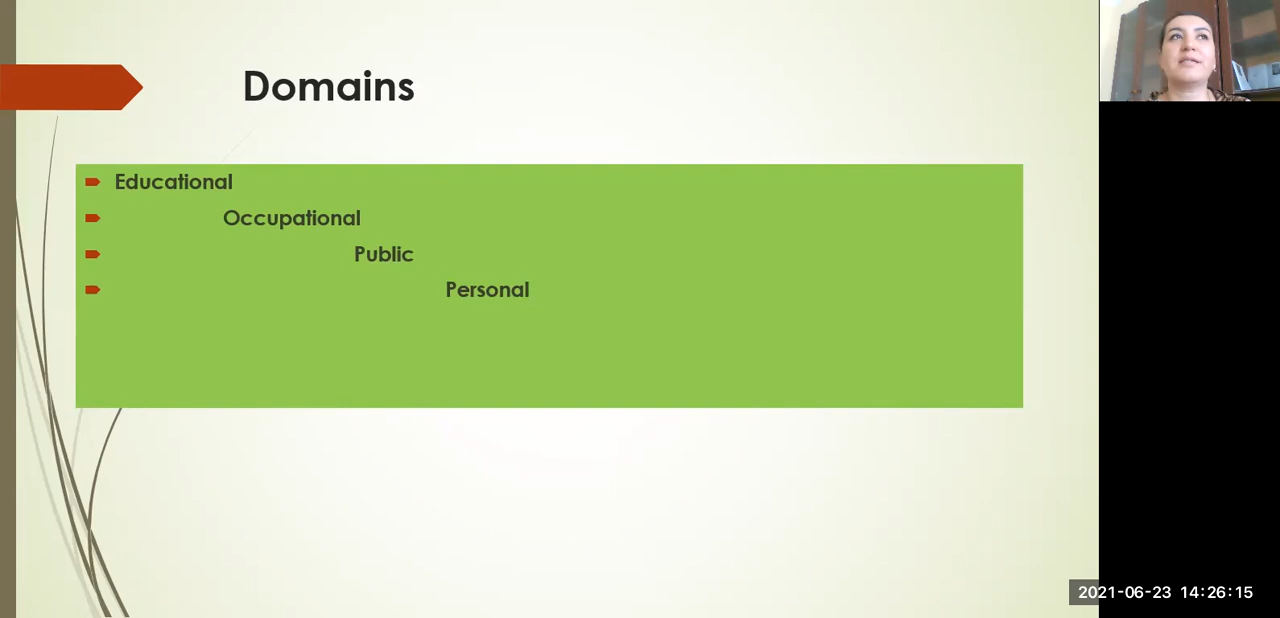 Domains
Educational
Occupational
Public
Personal
2021-06-23 14:26:15